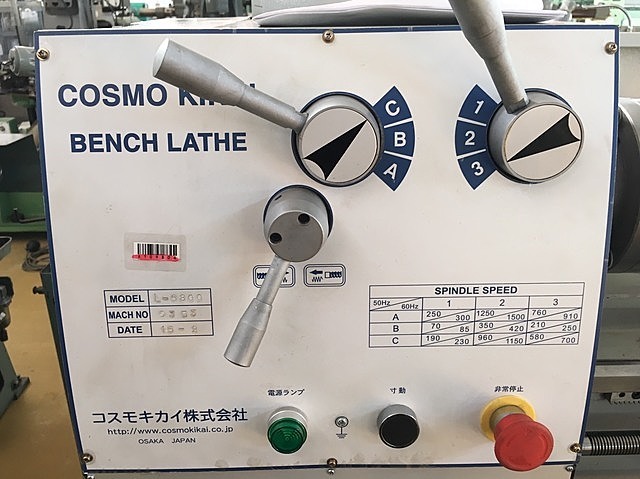 COSMO KIKAI
BENCH LATHE
C
B
A
1
2
3
MODEL
MACH NO
DATE
SPINDLE SPEED
50Hz 60Hz 1 2 3
A 250 300 1250 1500 760 910
B 70 85 350 420 210 250
C 190 230 960 1150 580 700
電源ランプ
寸動
非常停止
コスモキカイ株式会社
http://www.cosmokikai.co.jp
OSAKA JAPAN